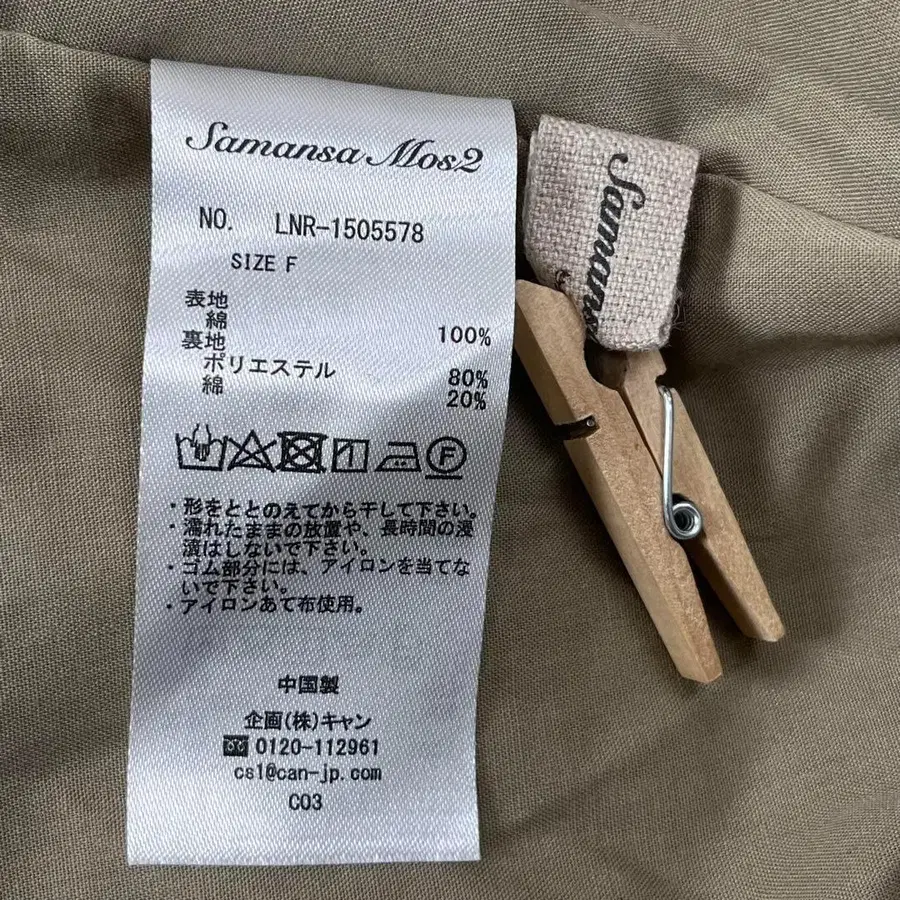 Samansa Mos2
NO. LNR-1505578
SIZE F
表地
綿 100%
裏地
ポリエステル 80%
綿 20%
F
・形をととのえてから干して下さい。
・濡れたままの放置や、長時間の浸
漬はしないで下さい。
・ゴム部分には、アイロンを当てな
いで下さい。
・アイロンあて布使用。
中国製
企画(株)キャン
0120-112961
cs1@can-jp.com
C03
Samans